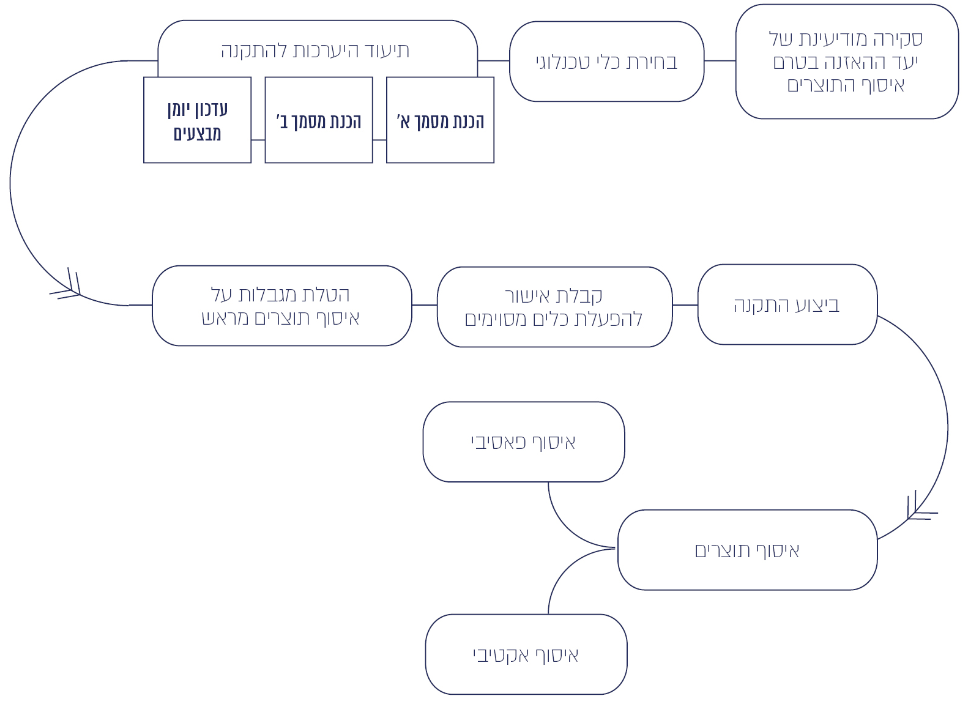 סקירה מודיעינת של
יעד ההאזנה בטרם
איסוף התוצרים
בחירת כלי טכנלוגי
תיעוד היערכות להתקנה
הכנת מסמך א'
הכנת מסמך ב'
עדכון יומן
מבצעים
הטלת מגבלות על
איסוף תוצרים מראש
קבלת אישור
להפעלת כלים מסוימים
ביצוע התקנה
איסוף תוצרים
איסוף פאסיבי
איסוף אקטיבי